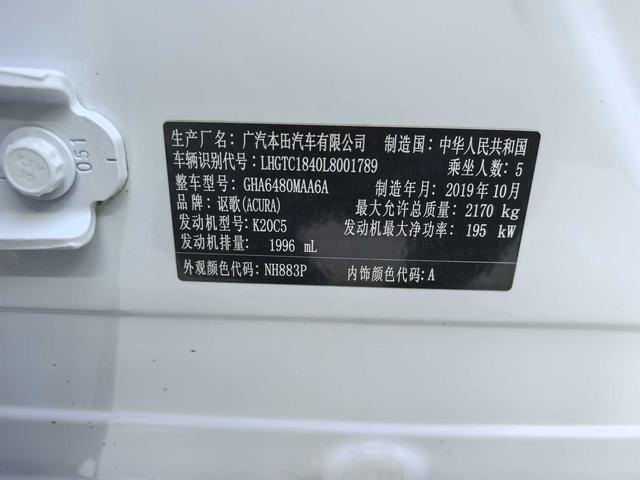 生产厂名：广汽本田汽车有限公司 制造国：中华人民共和国
车辆识别代号：LHGTC1840L8001789 乘坐人数：5
整车型号：GHA6480MAA6A 制造年月：2019年10月
品牌：讴歌(ACURA) 最大允许总质量：2170 kg
发动机型号：K20C5 发动机最大净功率：195 kW
发动机排量：1996 mL
外观颜色代码：NH883P 内饰颜色代码：A
051